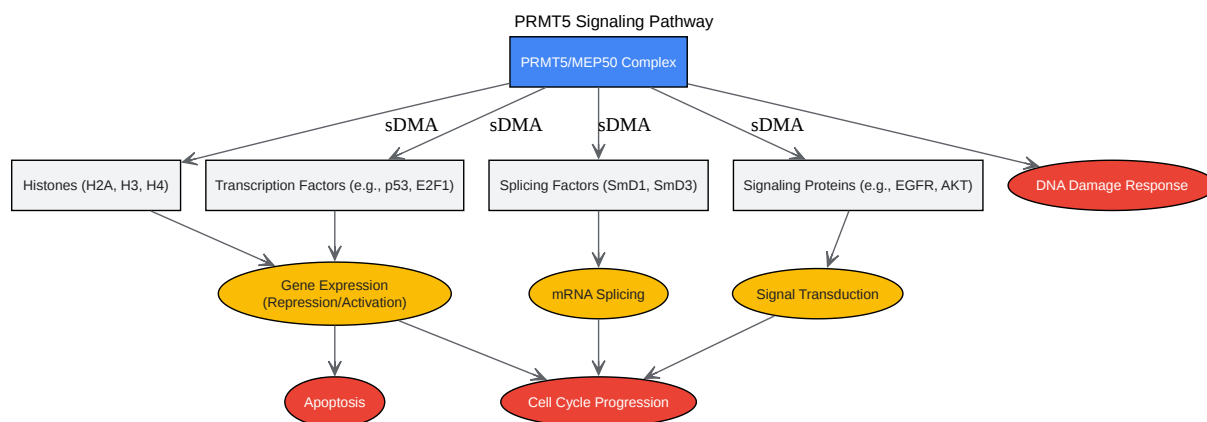 PRMT5 Signaling Pathway
PRMT5/MEP50 Complex
sDMA
sDMA
sDMA
sDMA
Histones (H2A, H3, H4)
Transcription Factors (e.g., p53, E2F1)
Splicing Factors (SmD1, SmD3)
Signaling Proteins (e.g., EGFR, AKT)
DNA Damage Response
Gene Expression
(Repression/Activation)
mRNA Splicing
Signal Transduction
Apoptosis
Cell Cycle Progression